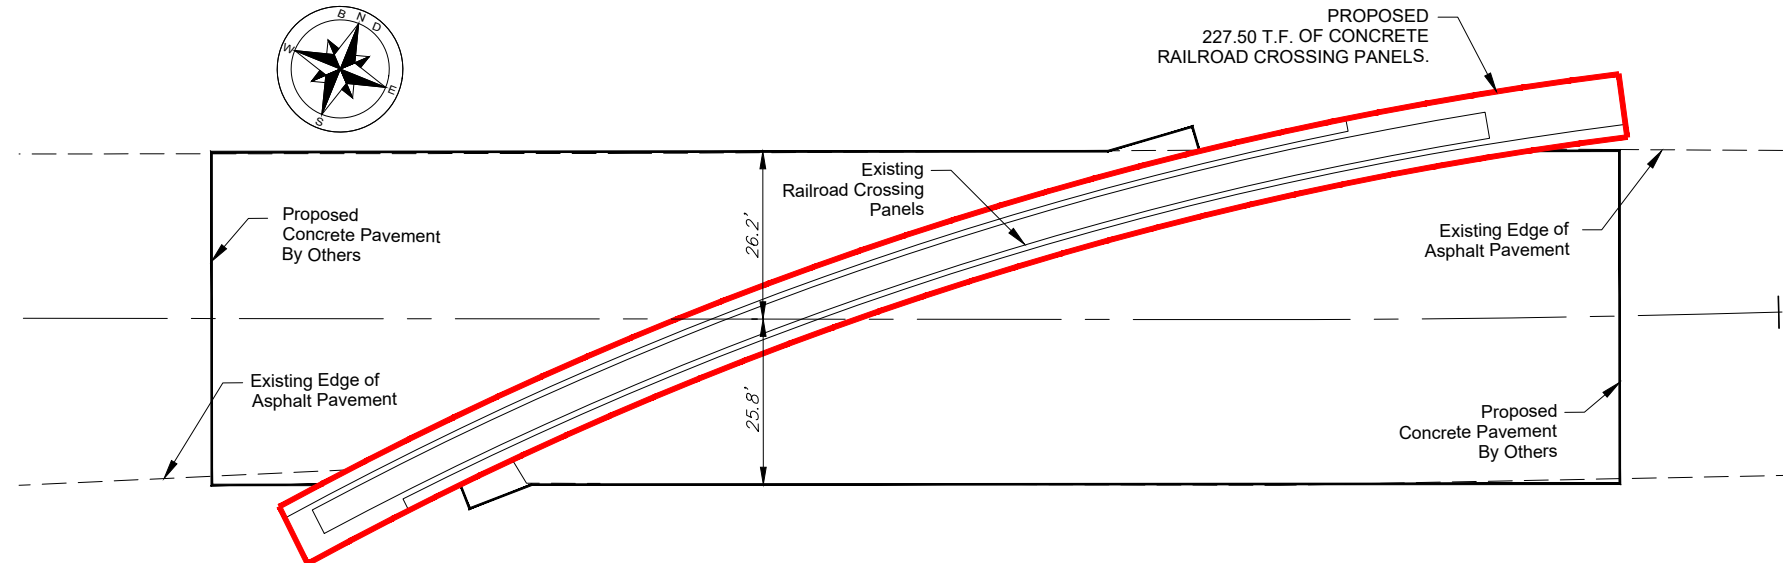 B N D
W
E
S
PROPOSED
227.50 T.F. OF CONCRETE
RAILROAD CROSSING PANELS.
Existing
Railroad Crossing
Panels
Proposed
Concrete Pavement
By Others
26.2'
Existing Edge of
Asphalt Pavement
Existing Edge of
Asphalt Pavement
25.8'
Proposed
Concrete Pavement
By Others